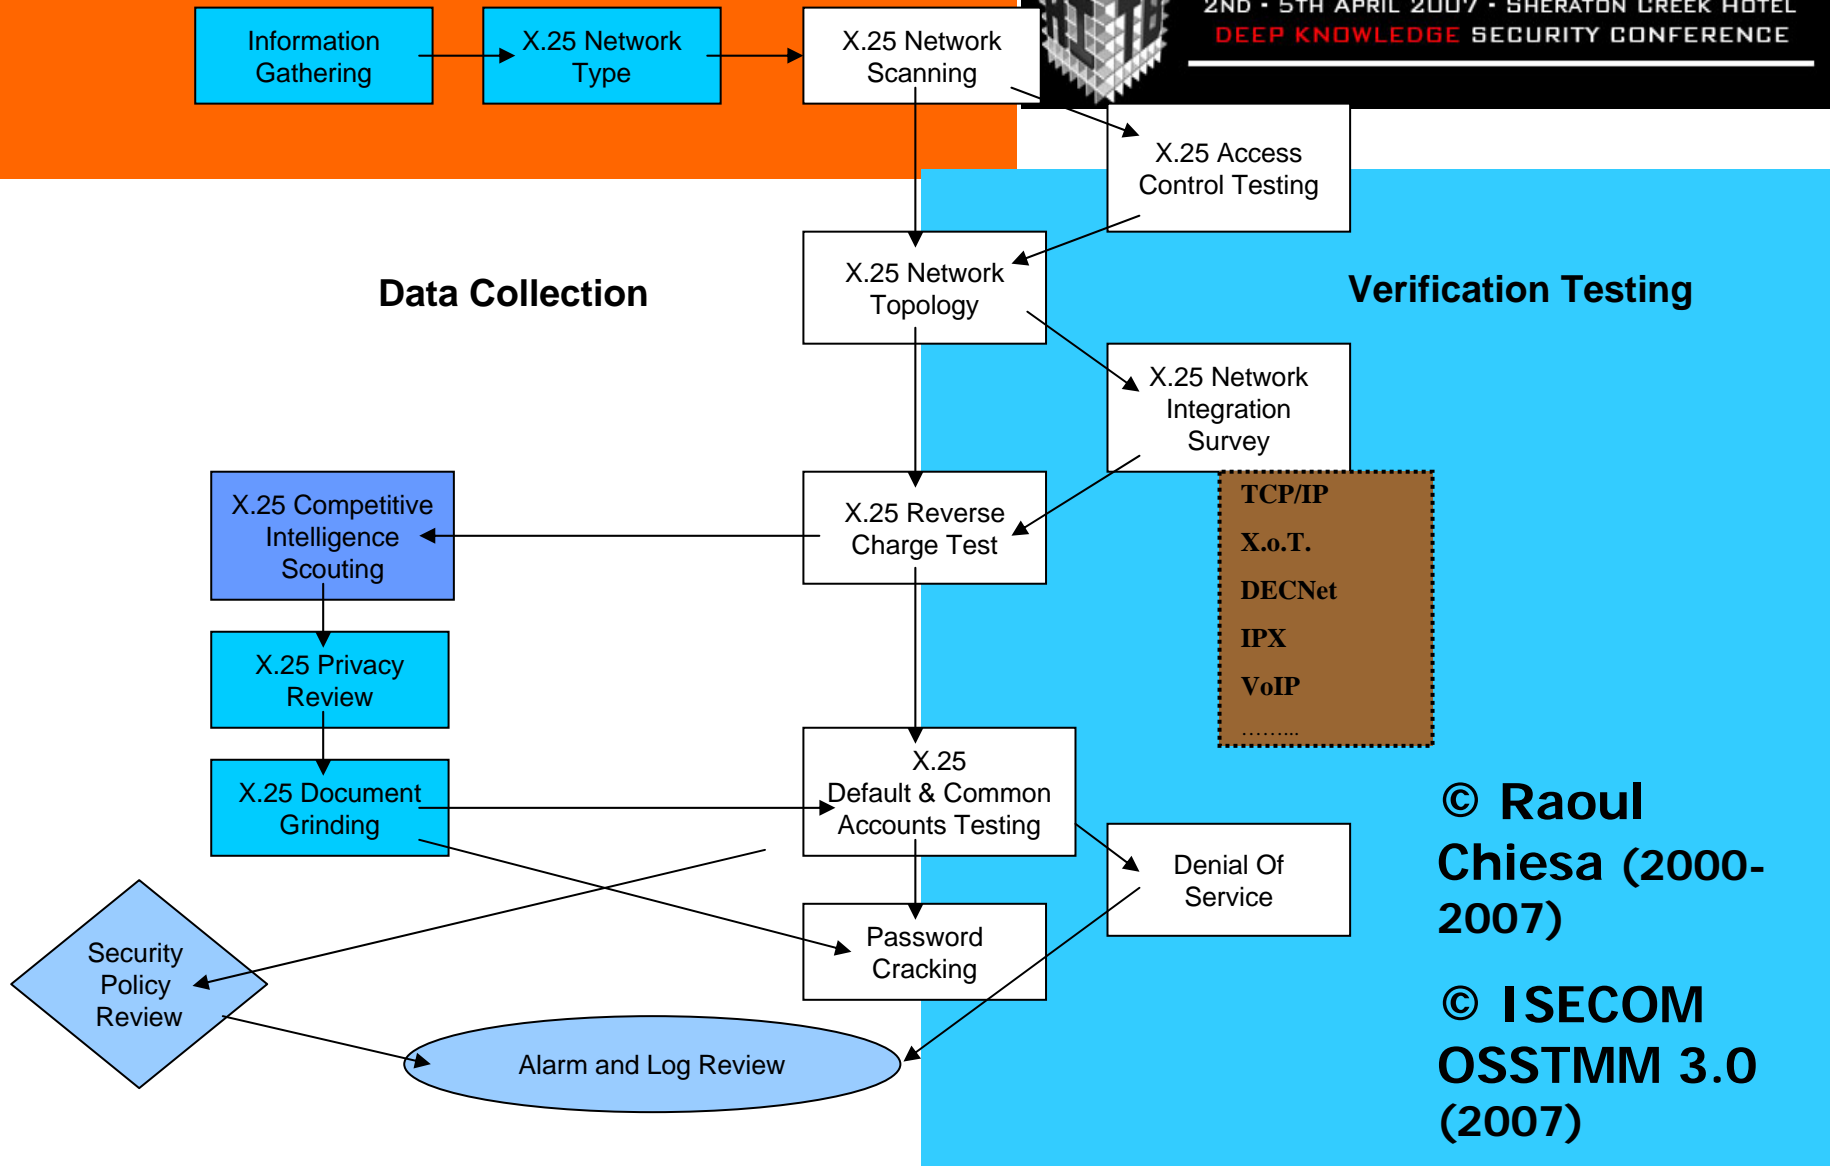 2ND - 5TH APRIL 2007 - SHERATON CREEK HOTEL
DEEP KNOWLEDGE SECURITY CONFERENCE
HITB
Information
Gathering
X.25 Network
Type
X.25 Network
Scanning
X.25 Access
Control Testing
Data Collection
X.25 Network
Topology
Verification Testing
X.25 Network
Integration
Survey
X.25 Competitive
Intelligence
Scouting
X.25 Reverse
Charge Test
TCP/IP
X.o.T.
DECNet
IPX
VoIP
……...
X.25 Privacy
Review
X.25 Document
Grinding
X.25
Default & Common
Accounts Testing
Denial Of
Service
Password
Cracking
Security
Policy
Review
Alarm and Log Review
© Raoul
Chiesa (2000-
2007)
© ISECOM
OSSTMM 3.0
(2007)